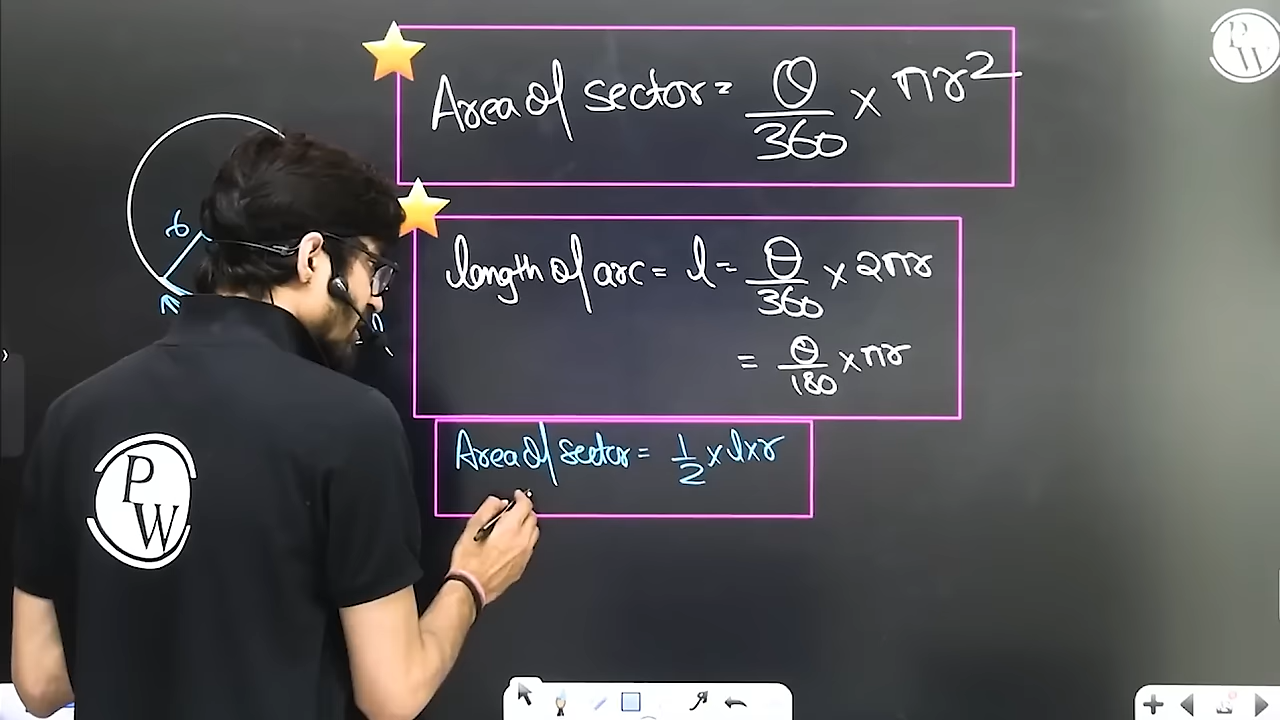 Area of sector = θ/360 × πr²
length of arc = l = θ/360 × 2πr
= θ/180 × πr
Area of sector = 1/2 × l × r
r
PW
PW